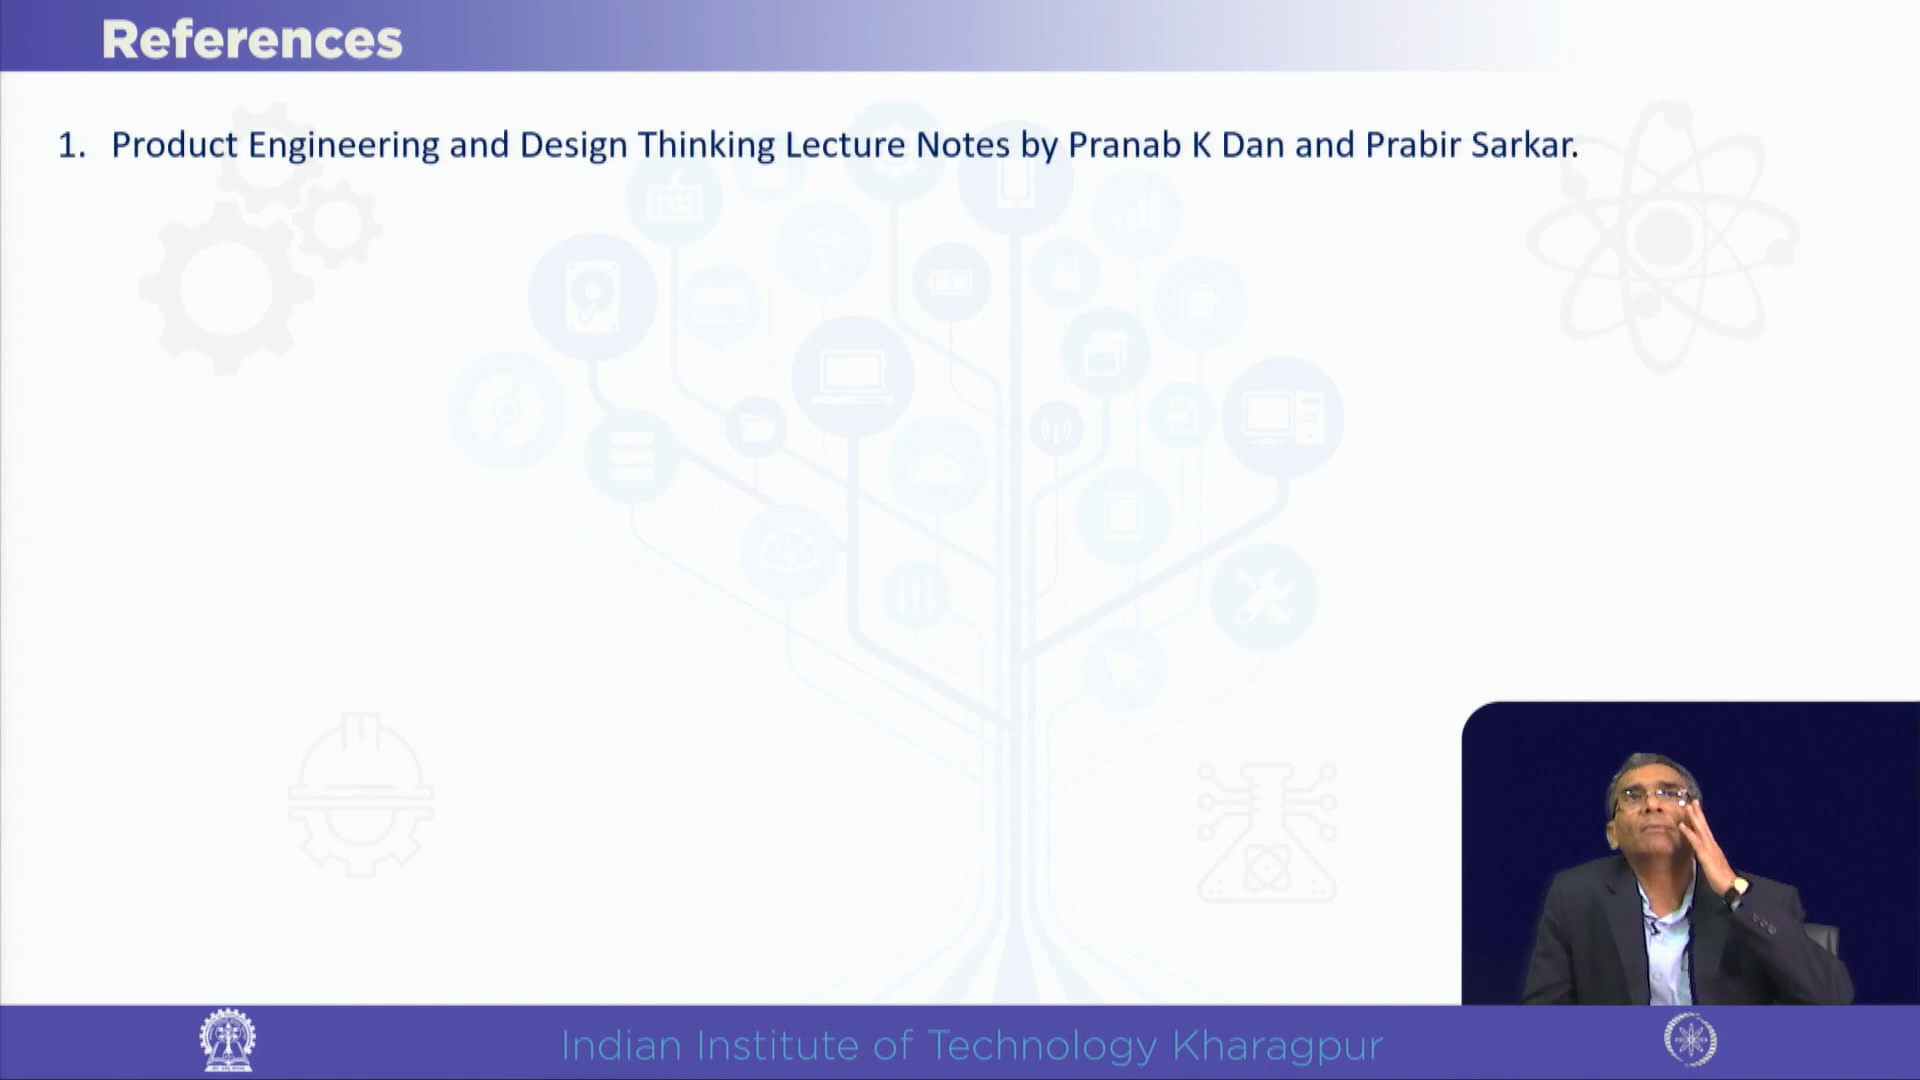 References
1. Product Engineering and Design Thinking Lecture Notes by Pranab K Dan and Prabir Sarkar.
Indian Institute of Technology Kharagpur